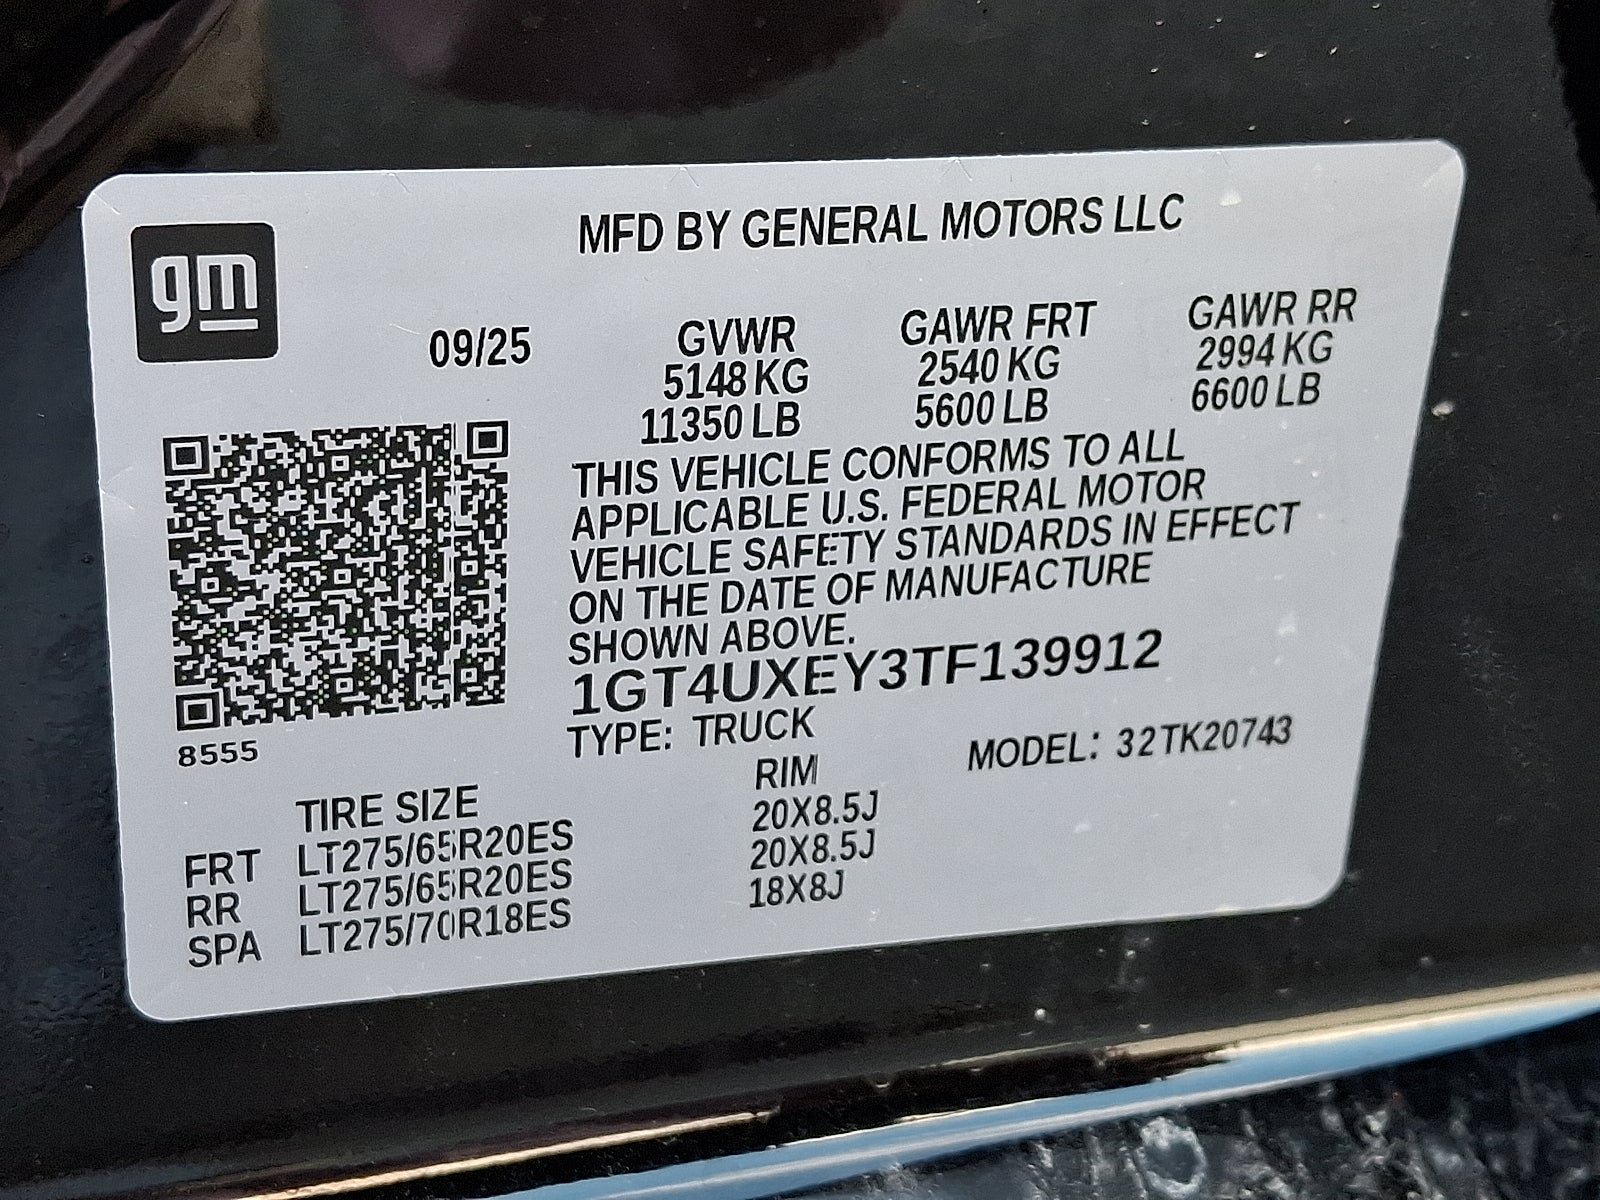 gm
MFD BY GENERAL MOTORS LLC
09/25
GVWR GAWR FRT GAWR RR
5148 KG 2540 KG 2994 KG
11350 LB 5600 LB 6600 LB
THIS VEHICLE CONFORMS TO ALL
APPLICABLE U.S. FEDERAL MOTOR
VEHICLE SAFETY STANDARDS IN EFFECT
ON THE DATE OF MANUFACTURE
SHOWN ABOVE.
1GT4UXEY3TF139912
8555
TYPE: TRUCK MODEL: 32TK20743
TIRE SIZE RIM
FRT LT275/65R20ES 20X8.5J
RR LT275/65R20ES 20X8.5J
SPA LT275/70R18ES 18X8J